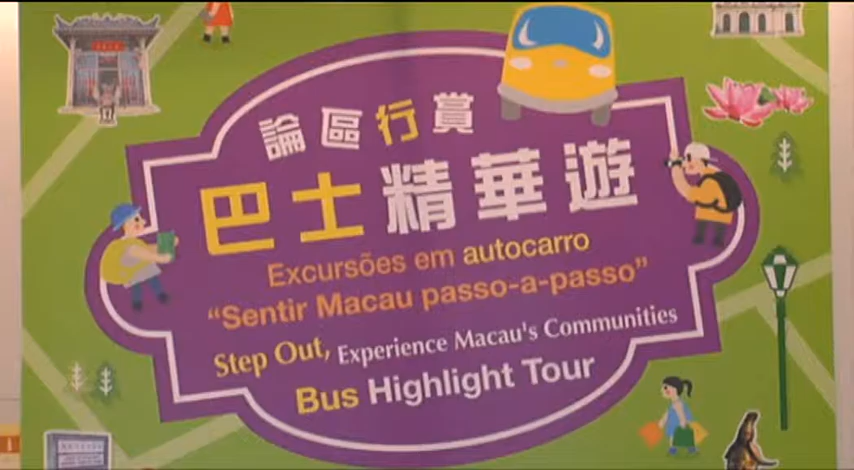 論區行賞
巴士精華遊
Excursões em autocarro
“Sentir Macau passo-a-passo”
Step Out, Experience Macau's Communities
Bus Highlight Tour